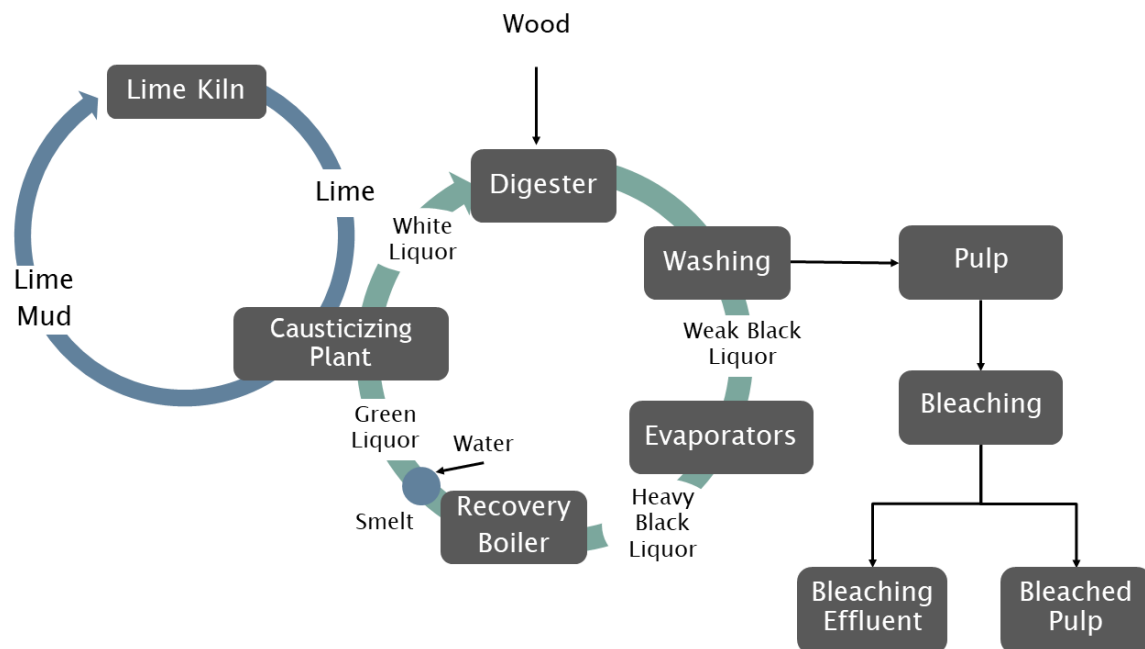 Wood
Lime Kiln
Lime
Digester
White
Liquor
Washing
Pulp
Lime
Mud
Causticizing
Plant
Weak Black
Liquor
Bleaching
Green
Liquor
Water
Evaporators
Smelt
Recovery
Boiler
Heavy
Black
Liquor
Bleaching
Effluent
Bleached
Pulp